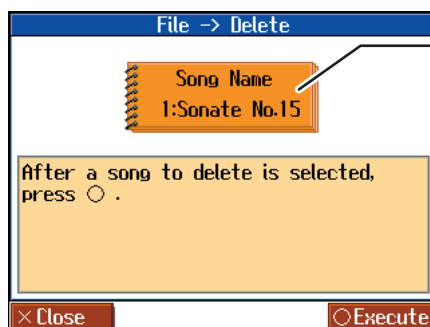 File -> Delete
Song Name
1:Sonate No.15
After a song to delete is selected,
press ○ .
×Close
○Execute